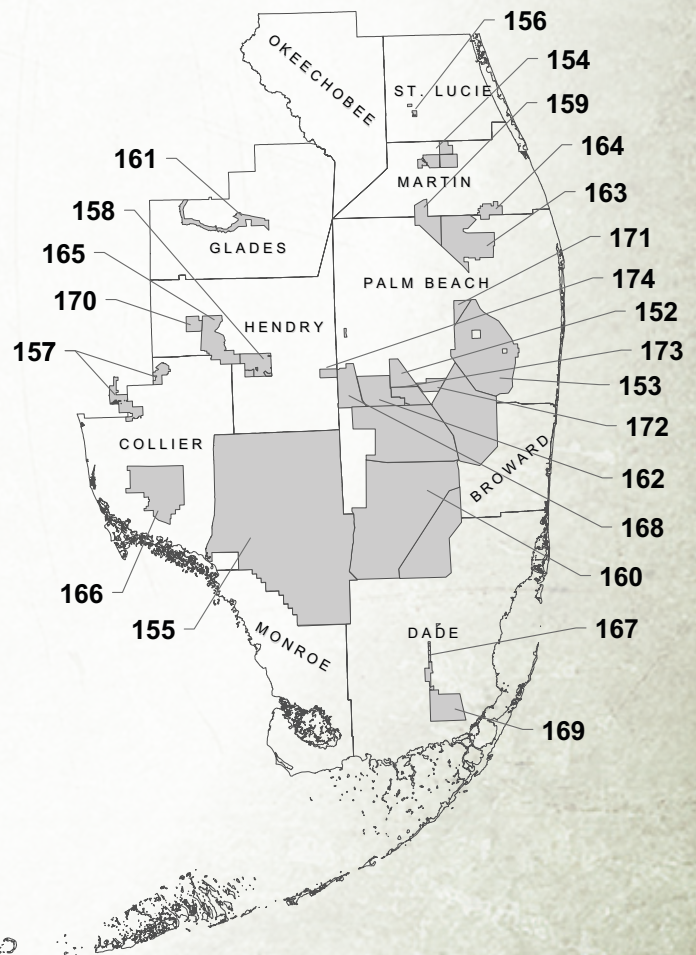 156
OKEECHOBEE
154
ST. LUCIE
159
161
164
MARTIN
158
163
GLADES
171
165
PALM BEACH
174
170
HENDRY
152
157
173
153
172
COLLIER
BROWARD
162
168
160
166
155
DADE
167
MONROE
169